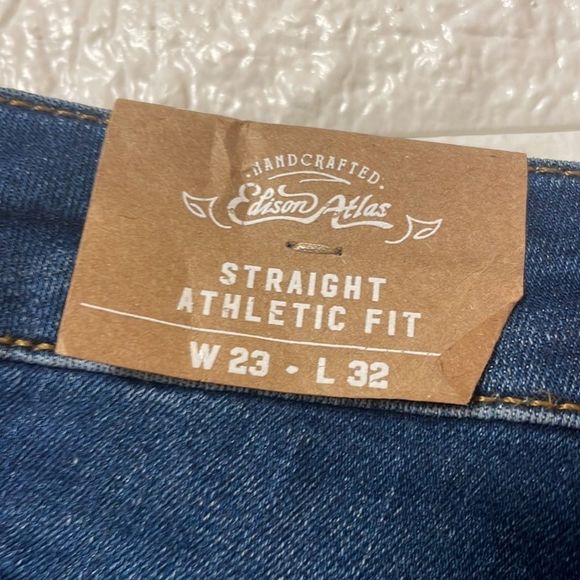 ·HANDCRAFTED·
Edison Atlas
STRAIGHT
ATHLETIC FIT
W 23 · L 32